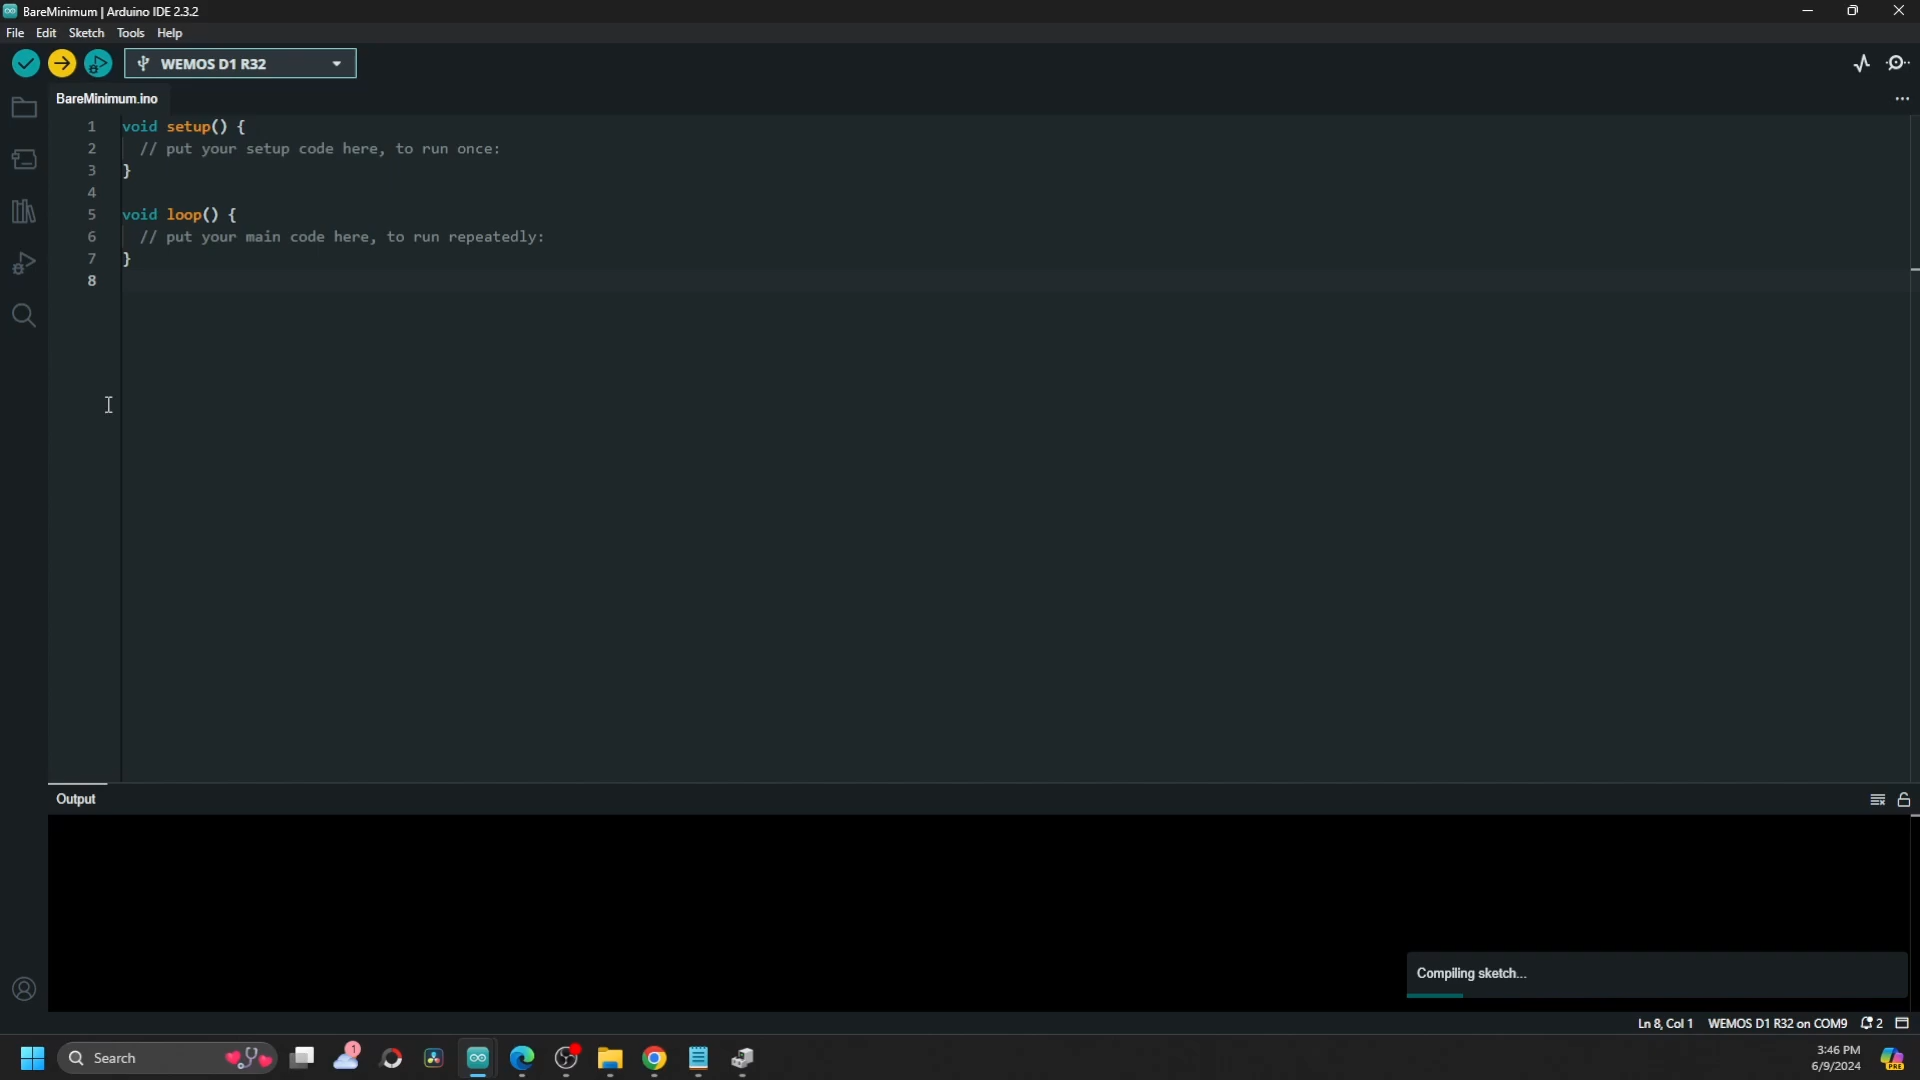 BareMinimum | Arduino IDE 2.3.2
File Edit Sketch Tools Help
WEMOS D1 R32
BareMinimum.ino
1 void setup() {
2 // put your setup code here, to run once:
3 }
4
5 void loop() {
6 // put your main code here, to run repeatedly:
7 }
8
Output
Compiling sketch...
Ln 8, Col 1 WEMOS D1 R32 on COM9 2
Search 1
3:46 PM
6/9/2024
PRE